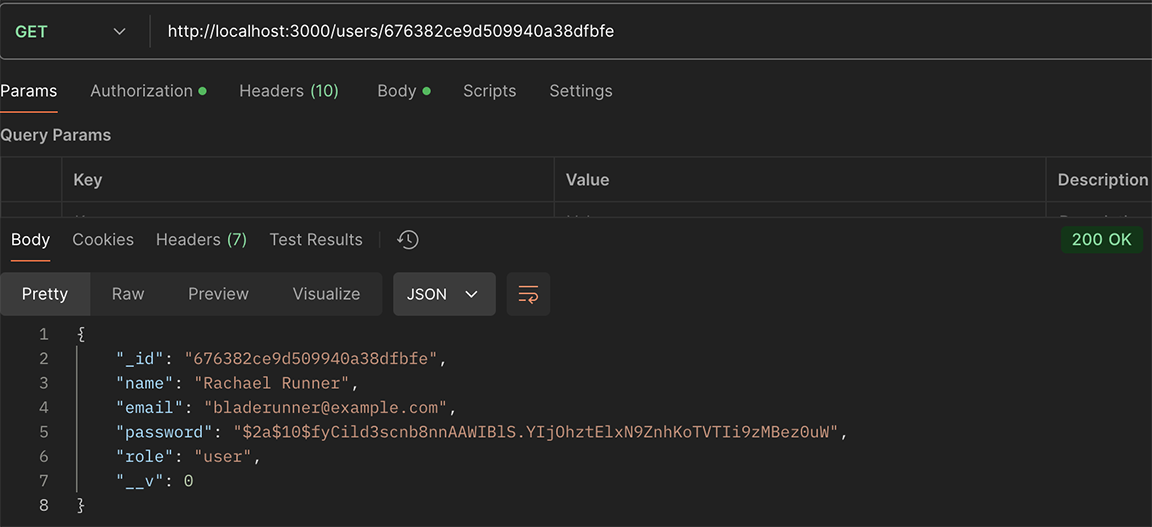 GET http://localhost:3000/users/676382ce9d509940a38dfbfe
Params Authorization Headers (10) Body Scripts Settings
Query Params
Key Value Description
Body Cookies Headers (7) Test Results 200 OK
Pretty Raw Preview Visualize JSON
1 {
2 "_id": "676382ce9d509940a38dfbfe",
3 "name": "Rachael Runner",
4 "email": "bladerunner@example.com",
5 "password": "$2a$10$fyCild3scnb8nnAAWIBlS.YIjOhztElxN9ZnhKoTVTIi9zMBez0uW",
6 "role": "user",
7 "__v": 0
8 }